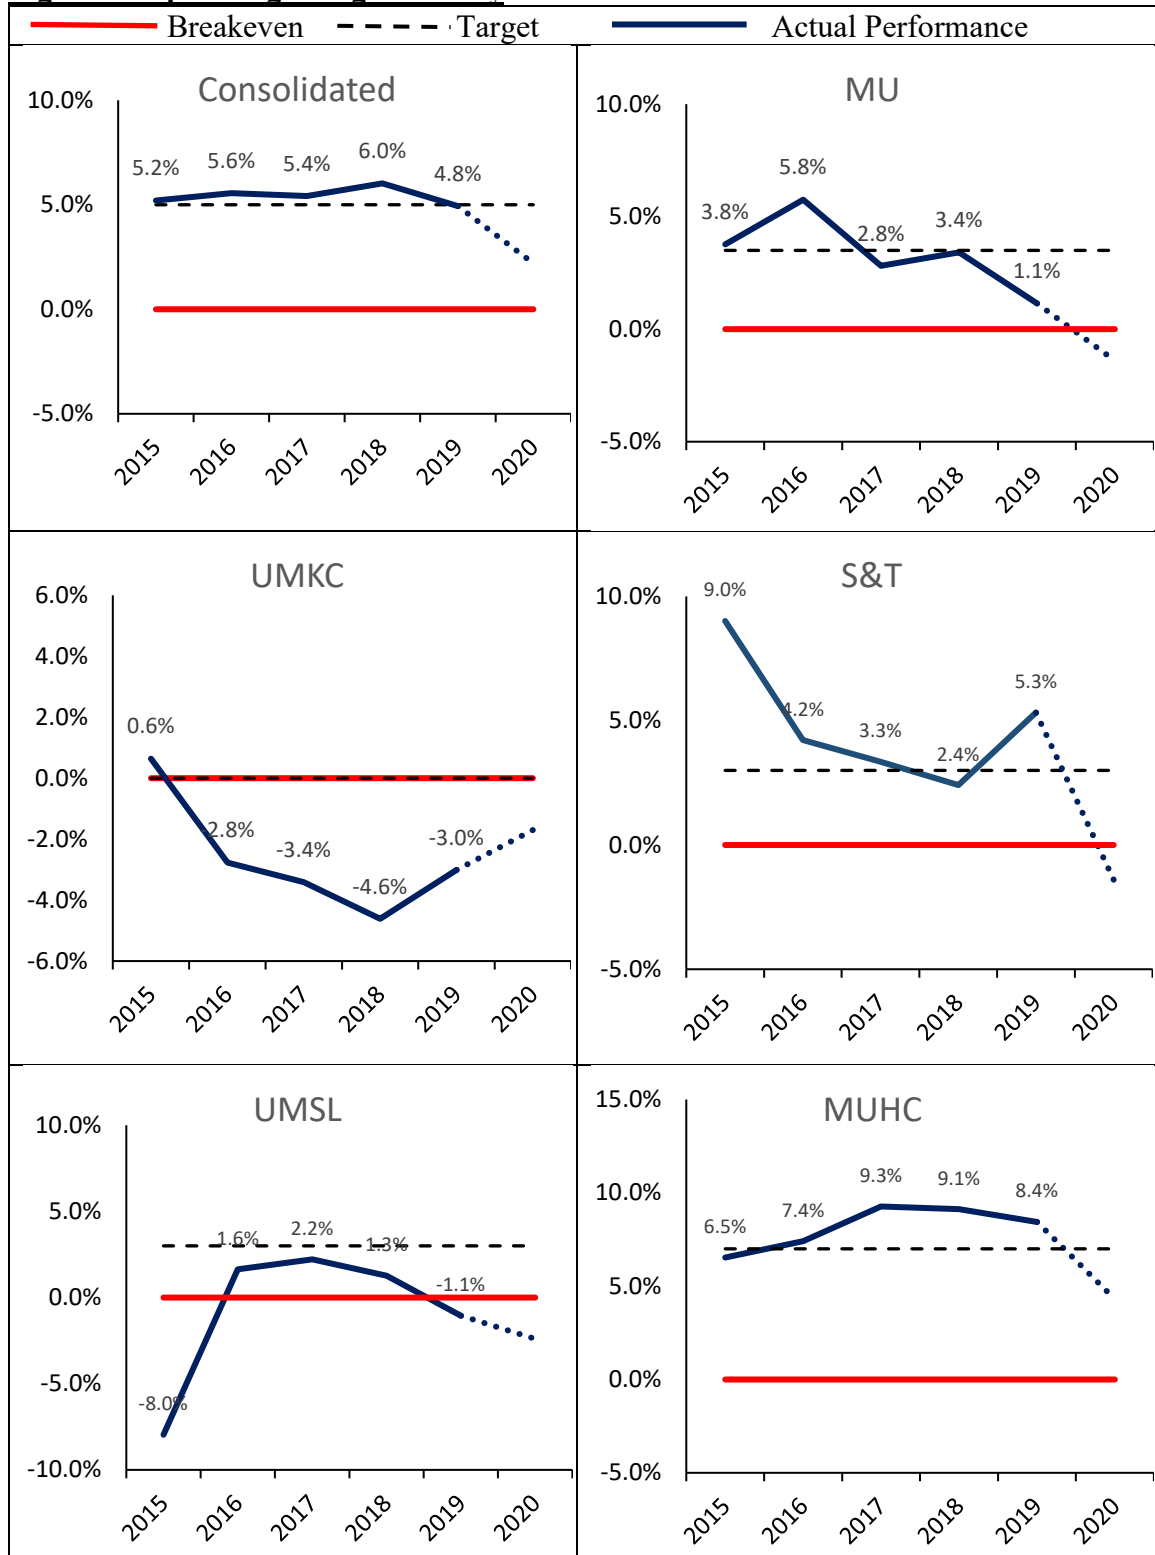 Breakeven Target Actual Performance
Consolidated
10.0%
5.0%
0.0%
-5.0%
5.2% 5.6% 5.4% 6.0% 4.8%
2015 2016 2017 2018 2019 2020
MU
10.0%
5.0%
0.0%
-5.0%
3.8% 5.8% 2.8% 3.4% 1.1%
2015 2016 2017 2018 2019 2020
UMKC
6.0%
4.0%
2.0%
0.0%
-2.0%
-4.0%
-6.0%
0.6% -2.8% -3.4% -4.6% -3.0%
2015 2016 2017 2018 2019 2020
S&T
10.0%
5.0%
0.0%
-5.0%
9.0% 4.2% 3.3% 2.4% 5.3%
2015 2016 2017 2018 2019 2020
UMSL
10.0%
5.0%
0.0%
-5.0%
-10.0%
-8.0% 1.6% 2.2% 1.3% -1.1%
2015 2016 2017 2018 2019 2020
MUHC
15.0%
10.0%
5.0%
0.0%
-5.0%
6.5% 7.4% 9.3% 9.1% 8.4%
2015 2016 2017 2018 2019 2020